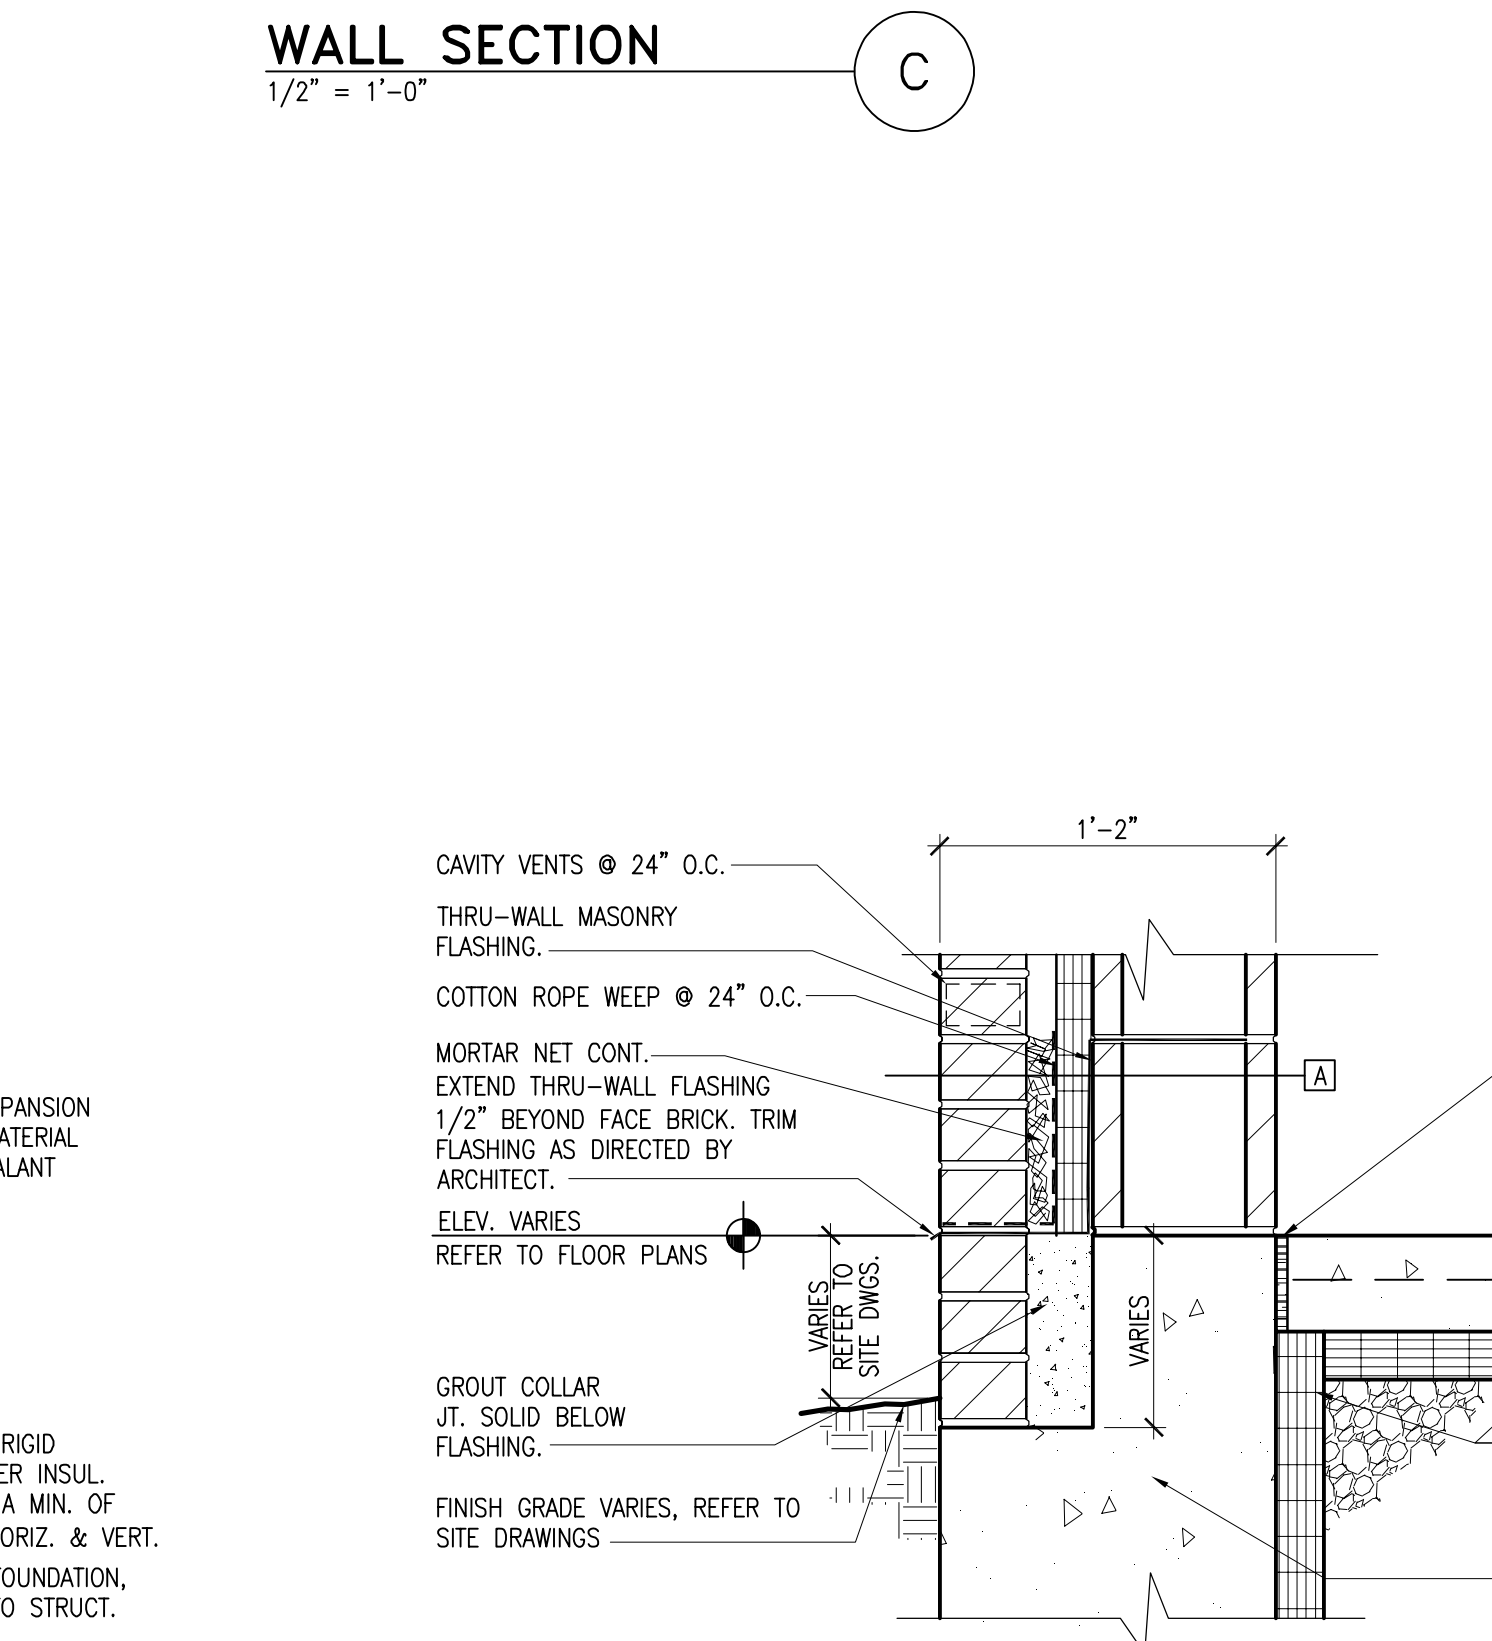 WALL SECTION
C
1/2" = 1'-0"
1'-2"
CAVITY VENTS @ 24" O.C.
THRU-WALL MASONRY
FLASHING.
COTTON ROPE WEEP @ 24" O.C.
MORTAR NET CONT.
A
EXTEND THRU-WALL FLASHING
1/2" BEYOND FACE BRICK. TRIM
FLASHING AS DIRECTED BY
ARCHITECT.
ELEV. VARIES
REFER TO FLOOR PLANS
VARIES
REFER TO
SITE DWGS.
VARIES
GROUT COLLAR
JT. SOLID BELOW
FLASHING.
FINISH GRADE VARIES, REFER TO
SITE DRAWINGS
PANSION
ATERIAL
ALANT
RIGID
ER INSUL.
A MIN. OF
ORIZ. & VERT.
OUNDATION,
O STRUCT.